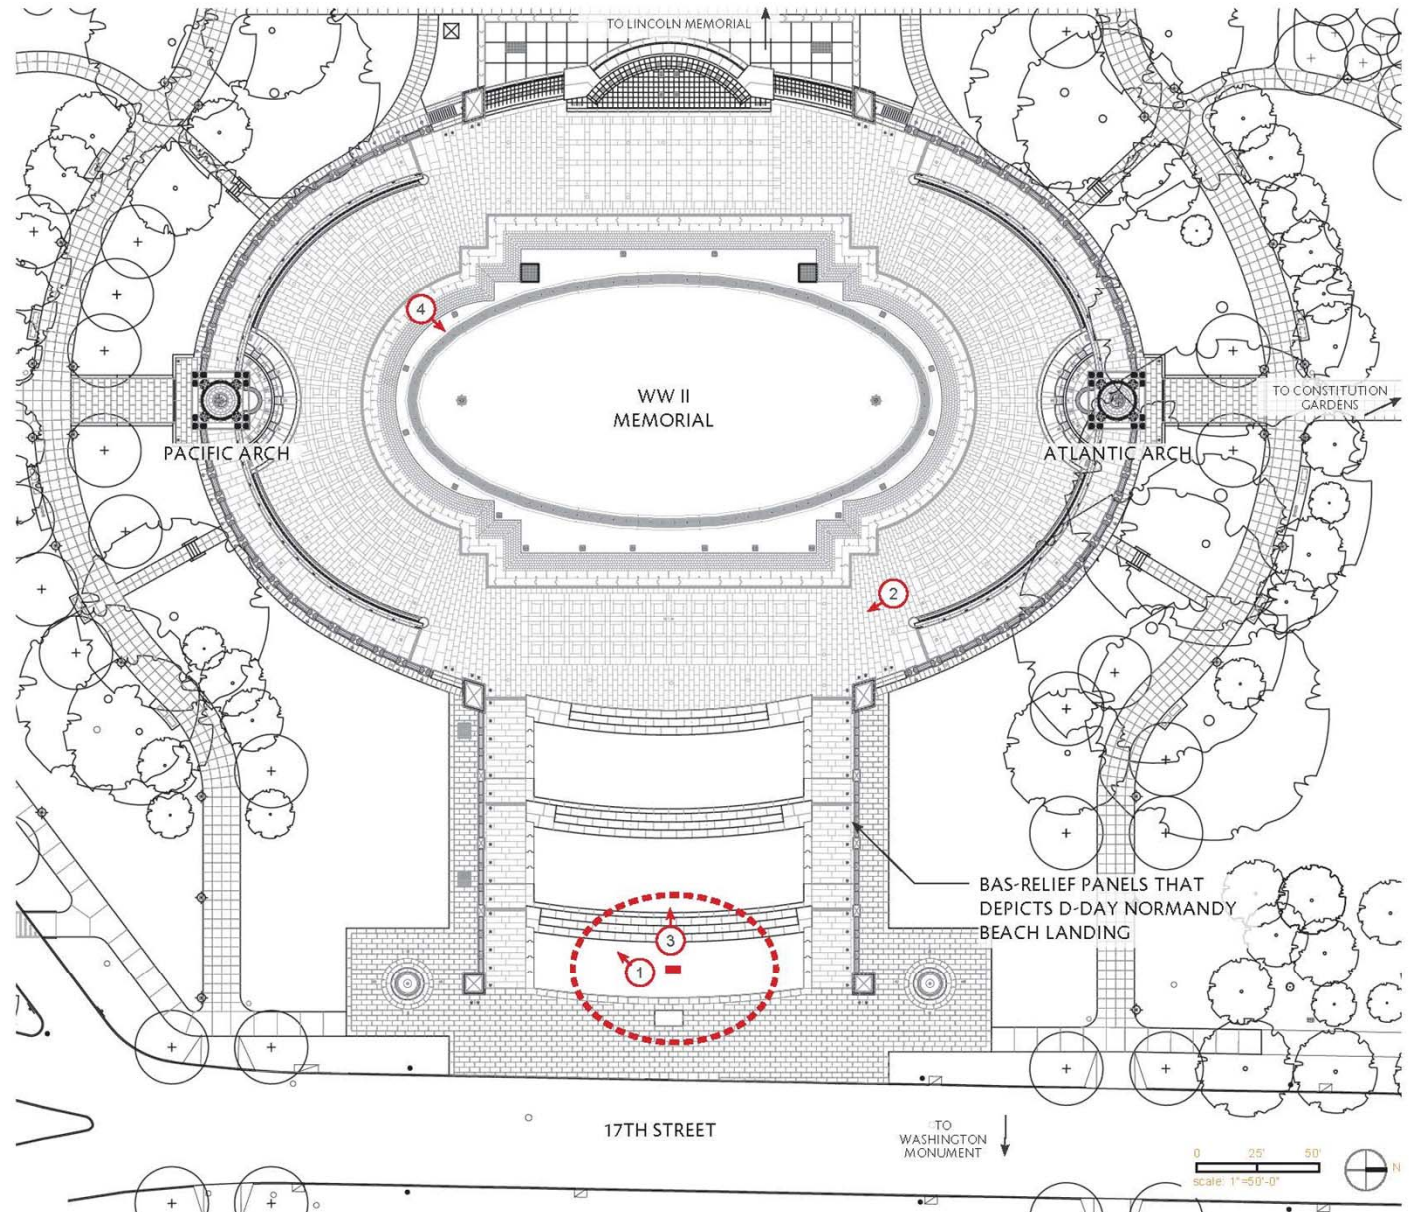 TO LINCOLN MEMORIAL
4
WW II
MEMORIAL
TO CONSTITUTION
GARDENS
PACIFIC ARCH
ATLANTIC ARCH
2
BAS-RELIEF PANELS THAT
DEPICTS D-DAY NORMANDY
BEACH LANDING
3
1
17TH STREET
TO
WASHINGTON
MONUMENT
0 25' 50'
scale: 1"=50'-0"
N